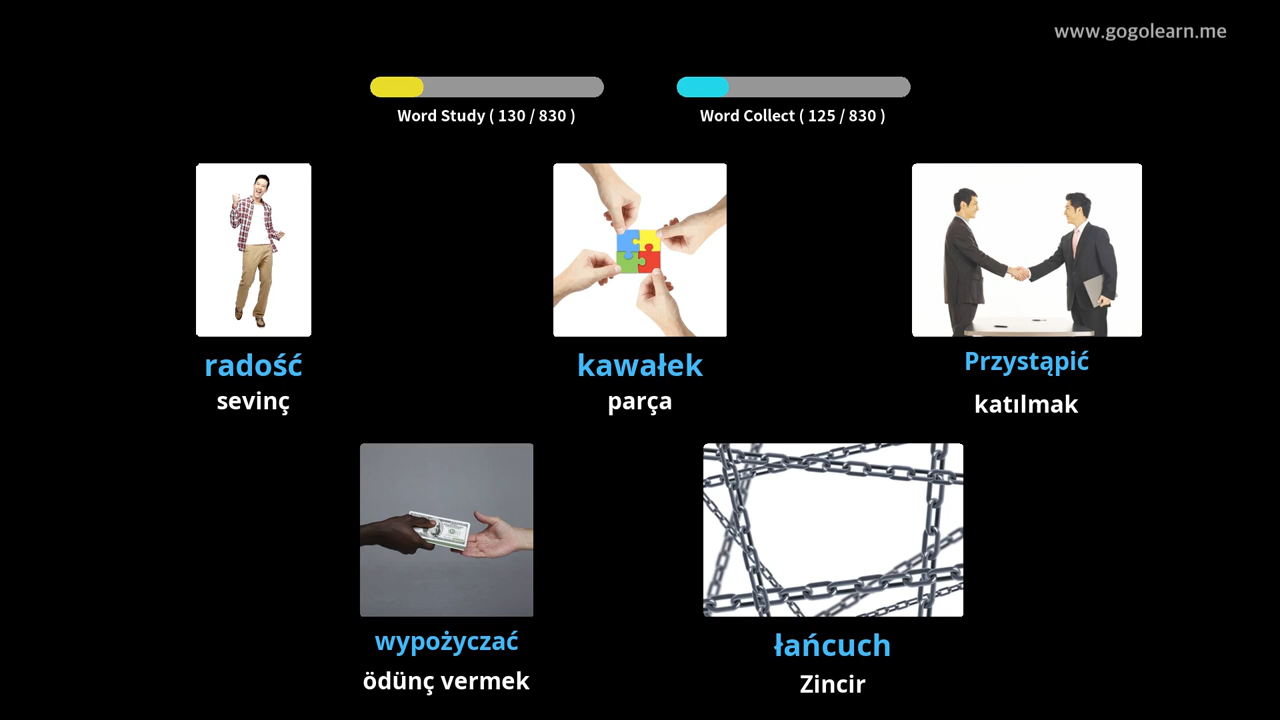 www.gogolearn.me
Word Study ( 130 / 830 )
Word Collect ( 125 / 830 )
radość
sevinç
kawałek
parça
Przystąpić
katılmak
wypożyczać
ödünç vermek
łańcuch
Zincir